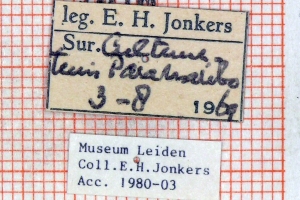 leg. E. H. Jonkers
Sur. Cultuur-
tuin Paramaribo
3-8 1969
Museum Leiden
Coll.E.H.Jonkers
Acc. 1980-03